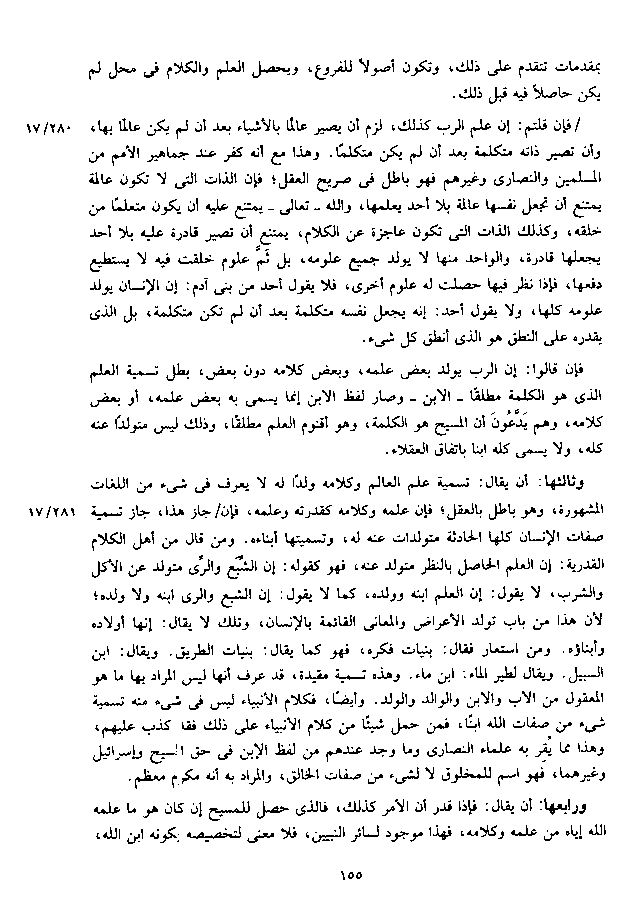 بمقدمات تتقدم على ذلك، وتكون أصولاً للفروع، ويحصل العلم والكلام فى محل لم
يكن حاصلاً فيه قبل ذلك.
١٧/٢٨٠ / فإن قلتم: إن علم الرب كذلك، لزم أن يصير عالمًا بالأشياء بعد أن لم يكن عالمًا بها،
وأن تصير ذاته متكلمة بعد أن لم يكن متكلمًا. وهذا مع أنه كفر عند جماهير الأمم من
المسلمين والنصارى وغيرهم فهو باطل فى صريح العقل؛ فإن الذات التى لا تكون عالمة
يمتنع أن تجعل نفسها عالمة بلا أحد يعلمها، والله ـ تعالى ـ يمتنع عليه أن يكون متعلمًا من
خلقه، وكذلك الذات التى تكون عاجزة عن الكلام، يمتنع أن تصير قادرة عليه بلا أحد
يجعلها قادرة، والواحد منها لا يولد جميع علومه، بل ثَمَّ علوم خلقت فيه لا يستطيع
دفعها، فإذا نظر فيها حصلت له علوم أخرى، فلا يقول أحد من بنى آدم: إن الإنسان يولد
علومه كلها، ولا يقول أحد: إنه يجعل نفسه متكلمة بعد أن لم تكن متكلمة، بل الذى
يقدره على النطق هو الذى أنطق كل شىء.
فإن قالوا: إن الرب يولد بعض علمه، وبعض كلامه دون بعض، بطل تسمية العلم
الذى هو الكلمة مطلقًا ـ الابن ـ وصار لفظ الابن إنما يسمى به بعض علمه، أو بعض
كلامه، وهم يَدَّعُونَ أن المسيح هو الكلمة، وهو أقنوم العلم مطلقًا، وذلك ليس متولدًا عنه
كله، ولا يسمى كله ابنا باتفاق العقلاء.
وثالثها: أن يقال: تسمية علم العالم وكلامه ولدًا له لا يعرف فى شىء من اللغات
١٧/٢٨١ المشهورة، وهو باطل بالعقل؛ فإن علمه وكلامه كقدرته وعلمه، فإن/ جاز هذا، جاز تسمية
صفات الإنسان كلها الحادثة متولدات عنه له، وتسميتها أبناءه. ومن قال من أهل الكلام
القدرية: إن العلم الحاصل بالنظر متولد عنه، فهو كقوله: إن الشِّبَع والرِّى متولد عن الأكل
والشرب، لا يقول: إن العلم ابنه وولده، كما لا يقول: إن الشبع والرى ابنه ولا ولده؛
لأن هذا من باب تولد الأعراض والمعانى القائمة بالإنسان، وتلك لا يقال: إنها أولاده
وأبناؤه. ومن استعار فقال: بنيات فكره، فهو كما يقال: بنيات الطريق. ويقال: ابن
السبيل. ويقال لطير الماء: ابن ماء. وهذه تسمية مقيدة، قد عرف أنها ليس المراد بها ما هو
المعقول من الأب والابن والوالد والولد. وأيضًا، فكلام الأنبياء ليس فى شىء منه تسمية
شىء من صفات الله ابنًا، فمن حمل شيئًا من كلام الأنبياء على ذلك فقد كذب عليهم،
وهذا مما يُقِر به علماء النصارى وما وجد عندهم من لفظ الابن فى حق المسيح وإسرائيل
وغيرهما، فهو اسم للمخلوق لا لشىء من صفات الخالق، والمراد به أنه مكرم معظم.
ورابعها: أن يقال: فإذا قدر أن الأمر كذلك، فالذى حصل للمسيح إن كان هو ما علمه
الله إياه من علمه وكلامه، فهذا موجود لسائر النبيين، فلا معنى لتخصيصه بكونه ابن الله،
١٥٥